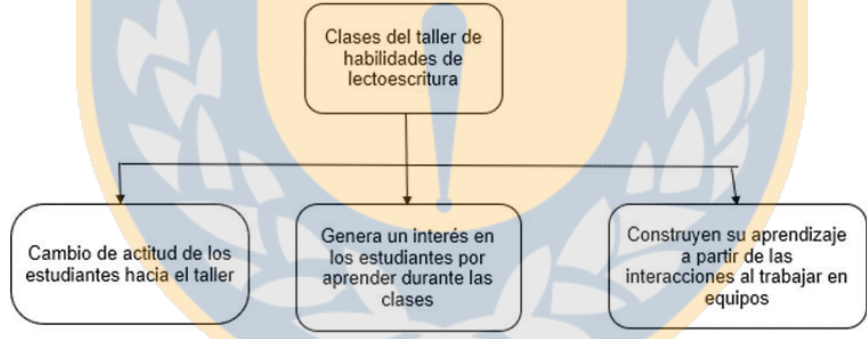 Clases del taller de
habilidades de
lectoescritura
Cambio de actitud de los
estudiantes hacia el taller
Genera un interés en
los estudiantes por
aprender durante las
clases
Construyen su aprendizaje
a partir de las
interacciones al trabajar en
equipos